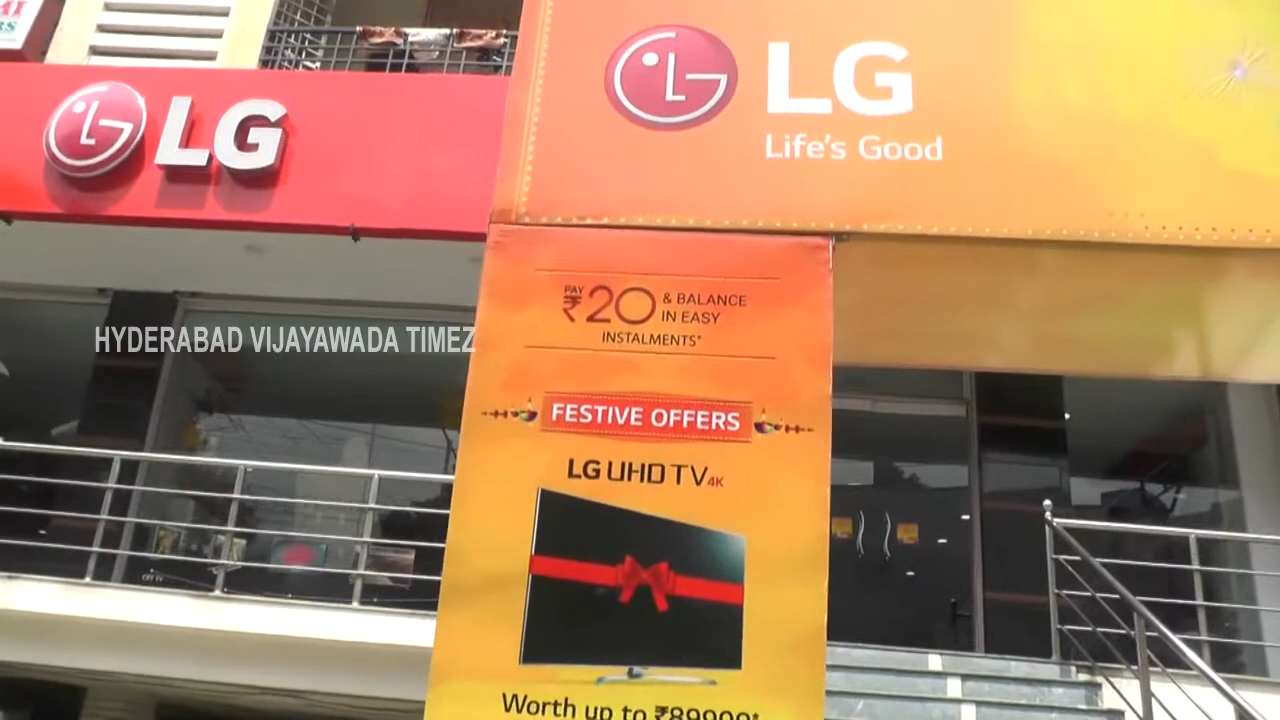 LG
LG
Life's Good
PAY
₹20 & BALANCE
IN EASY
INSTALMENTS*
HYDERABAD VIJAYAWADA TIMEZ
FESTIVE OFFERS
LG UHD TV 4K
Worth up to ₹89900*